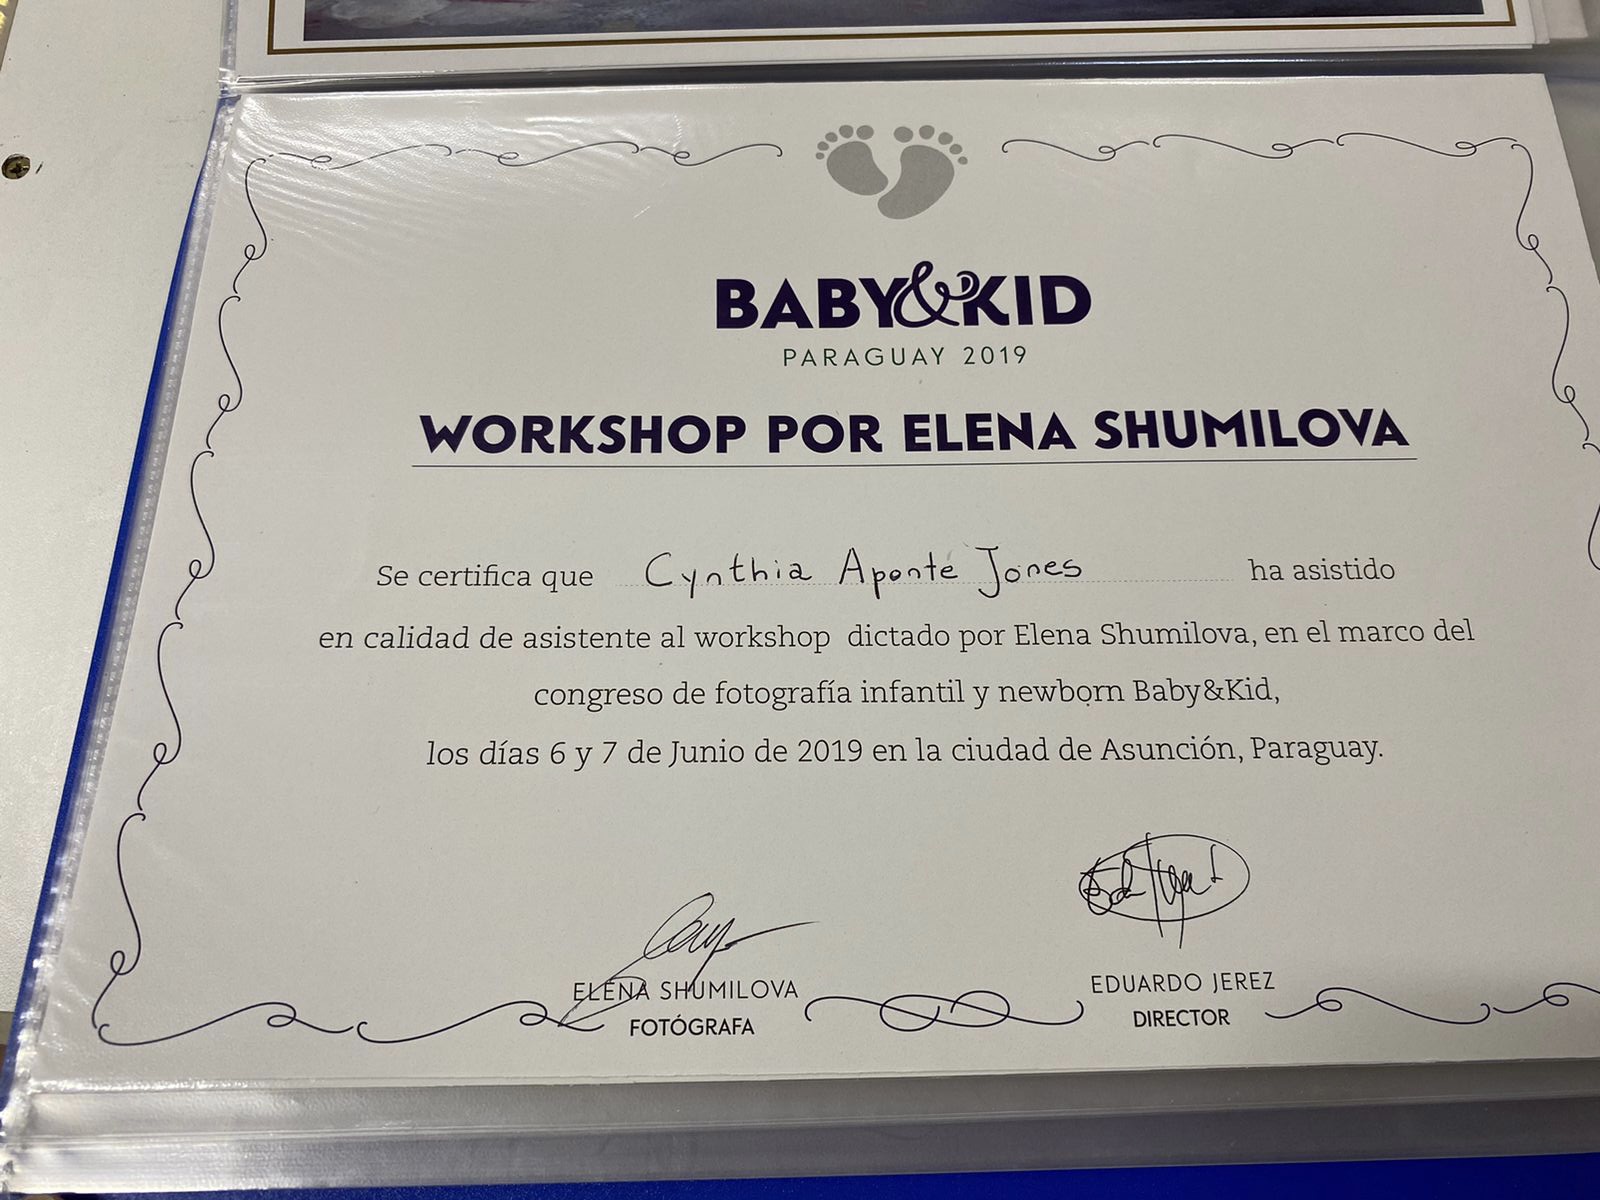 BABY&KID
PARAGUAY 2019
WORKSHOP POR ELENA SHUMILOVA
Se certifica que Cynthia Aponte Jones ha asistido
en calidad de asistente al workshop dictado por Elena Shumilova, en el marco del
congreso de fotografía infantil y newborn Baby&Kid,
los días 6 y 7 de Junio de 2019 en la ciudad de Asunción, Paraguay.
ELENA SHUMILOVA
FOTÓGRAFA
EDUARDO JEREZ
DIRECTOR